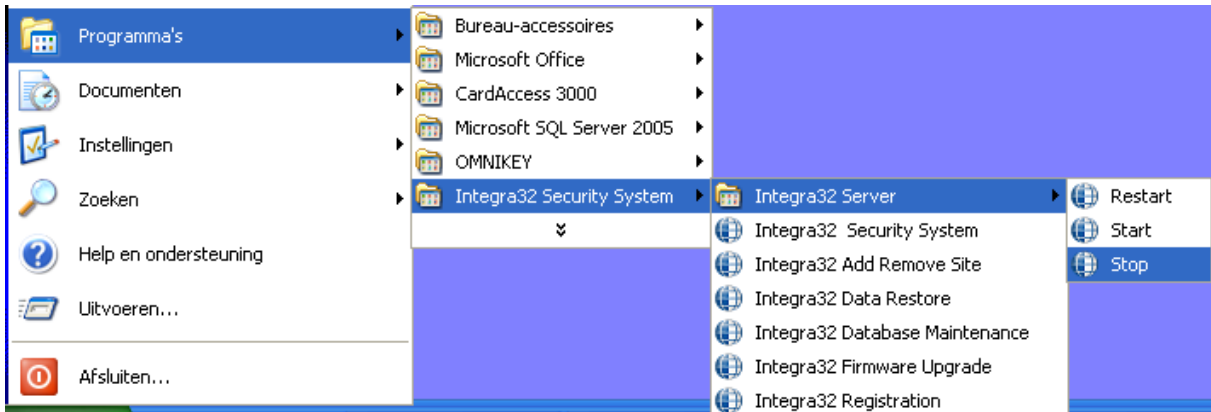 Programma's
Documenten
Instellingen
Zoeken
Help en ondersteuning
Uitvoeren...
Afsluiten...
Bureau-accessoires
Microsoft Office
CardAccess 3000
Microsoft SQL Server 2005
OMNIKEY
Integra32 Security System
Integra32 Server
Integra32  Security System
Integra32 Add Remove Site
Integra32 Data Restore
Integra32 Database Maintenance
Integra32 Firmware Upgrade
Integra32 Registration
Restart
Start
Stop